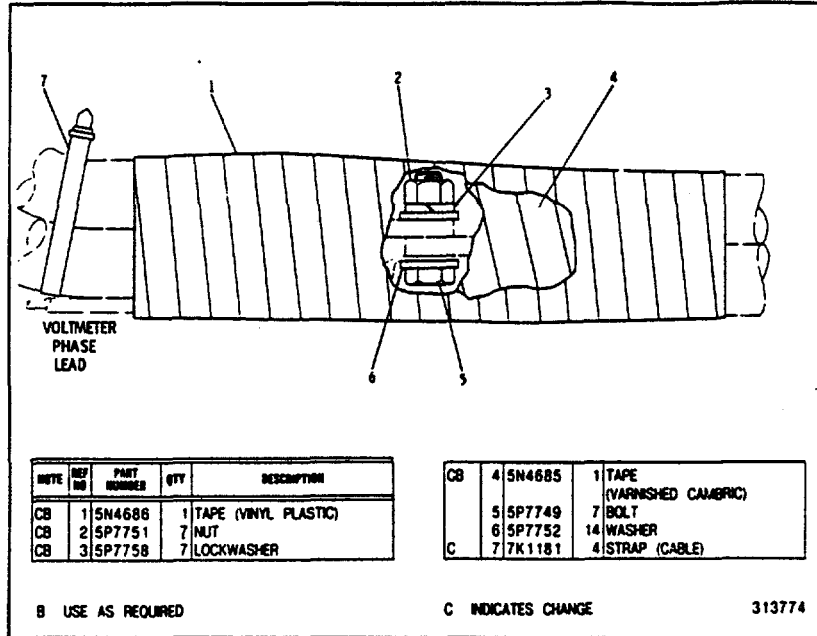 7
1
2
3
4
VOLTMETER
PHASE
LEAD
6
5
NOTE REF NO PART NUMBER QTY DESCRIPTION
CB 1 5N4686 1 TAPE (VINYL PLASTIC)
CB 2 5P7751 7 NUT
CB 3 5P7758 7 LOCKWASHER
CB 4 5N4685 1 TAPE
(VARNISHED CAMBRIC)
5 5P7749 7 BOLT
6 5P7752 14 WASHER
C 7 7K1181 4 STRAP (CABLE)
B USE AS REQUIRED
C INDICATES CHANGE
313774